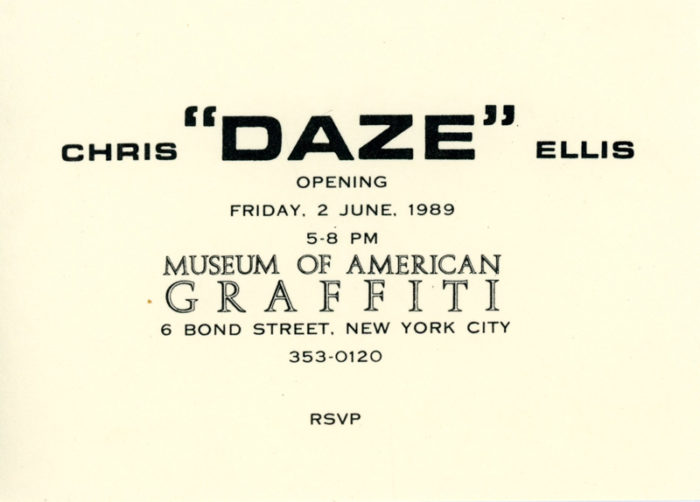 CHRIS "DAZE" ELLIS
OPENING
FRIDAY, 2 JUNE, 1989
5-8 PM
MUSEUM OF AMERICAN
GRAFFITI
6 BOND STREET, NEW YORK CITY
353-0120
RSVP